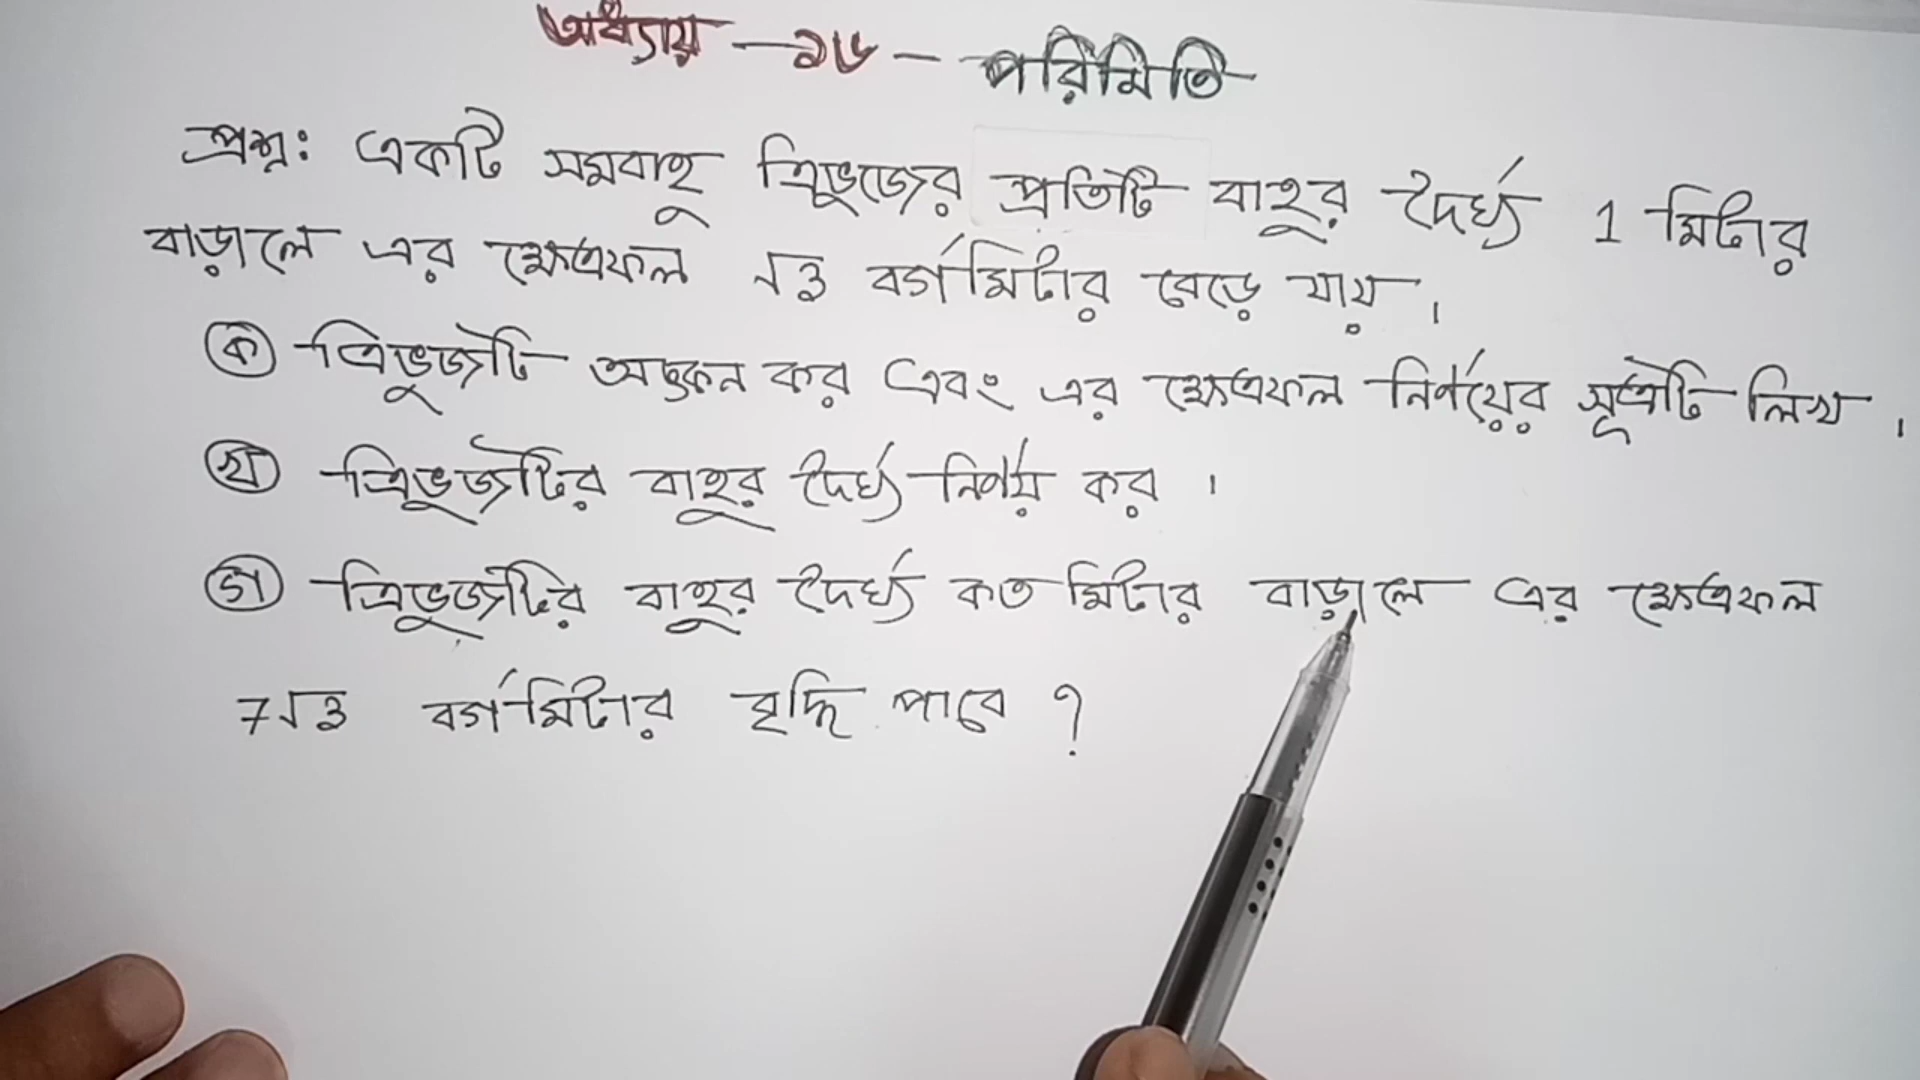 অধ্যায় – ১৬ – পরিমিতি
প্রশ্ন: একটি সমবাহু ত্রিভুজের প্রতিটি বাহুর দৈর্ঘ্য 1 মিটার
বাড়ালে এর ক্ষেত্রফল √3 বর্গমিটার বেড়ে যায়।
ক ত্রিভুজটি অঙ্কন কর এবং এর ক্ষেত্রফল নির্ণয়ের সূত্রটি লিখ।
খ ত্রিভুজটির বাহুর দৈর্ঘ্য নির্ণয় কর।
গ ত্রিভুজটির বাহুর দৈর্ঘ্য কত মিটার বাড়ালে এর ক্ষেত্রফল
7√3 বর্গমিটার বৃদ্ধি পাবে ?